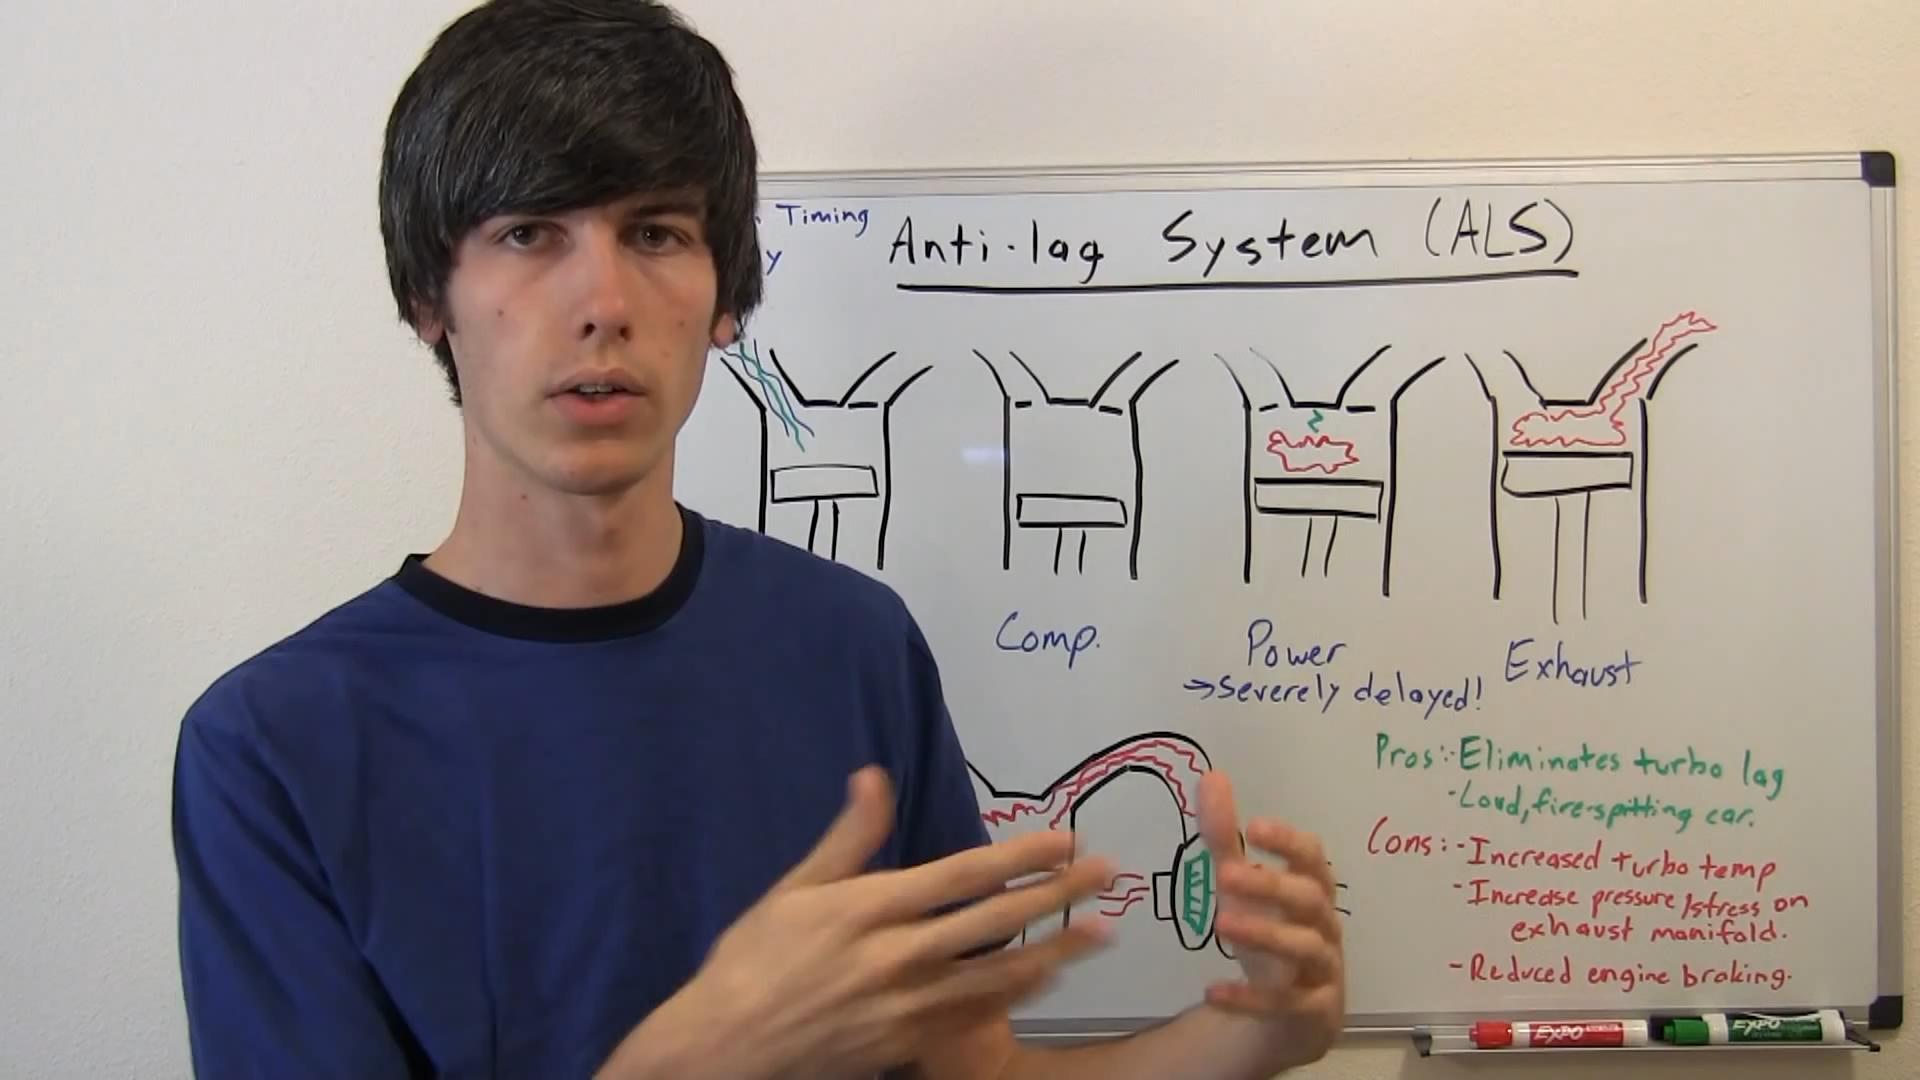 Timing
Anti-lag System (ALS)
Comp.
Power
→ Severely delayed!
Exhaust
Pros: - Eliminates turbo lag
- Loud, fire-spitting car.
Cons: - Increased turbo temp
- Increase pressure/stress on
exhaust manifold.
- Reduced engine braking.
EXPO
EXPO